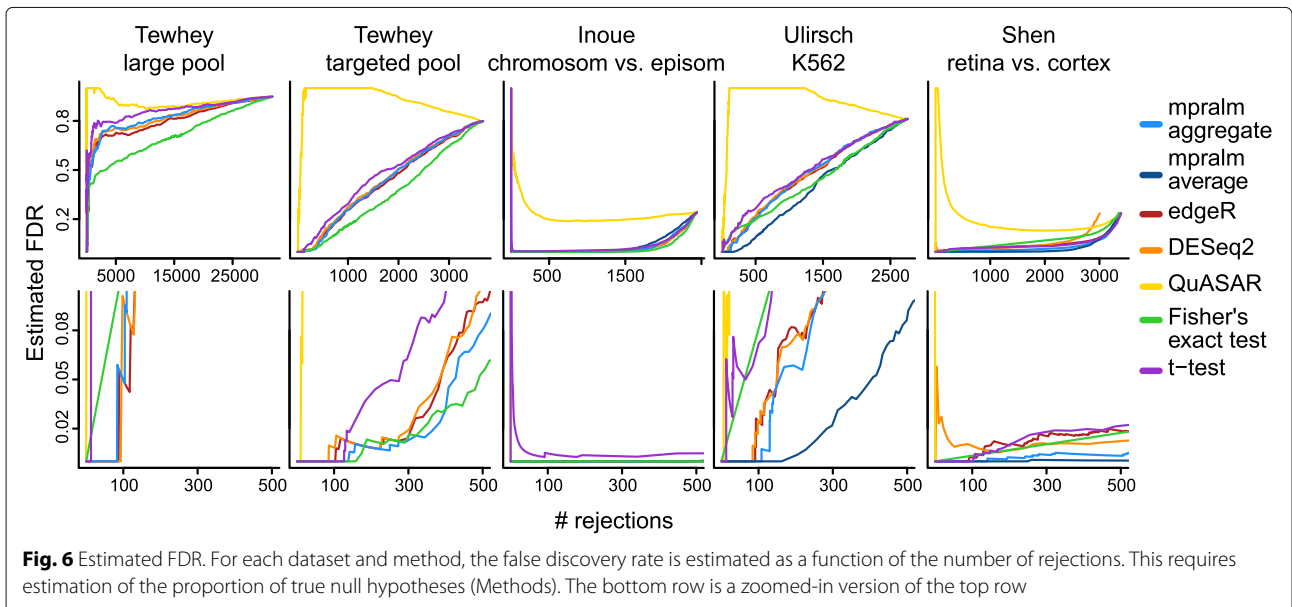 Tewhey
large pool
Tewhey
targeted pool
Inoue
chromosom vs. episom
Ulirsch
K562
Shen
retina vs. cortex
Estimated FDR
0.8
0.5
0.2
5000 15000 25000
1000 2000 3000
500 1500
500 1500 2500
1000 2000 3000
0.08
0.05
0.02
100 300 500
100 300 500
100 300 500
100 300 500
100 300 500
# rejections
mpralm
aggregate
mpralm
average
edgeR
DESeq2
QuASAR
Fisher's
exact test
t−test
Fig. 6 Estimated FDR. For each dataset and method, the false discovery rate is estimated as a function of the number of rejections. This requires
estimation of the proportion of true null hypotheses (Methods). The bottom row is a zoomed-in version of the top row